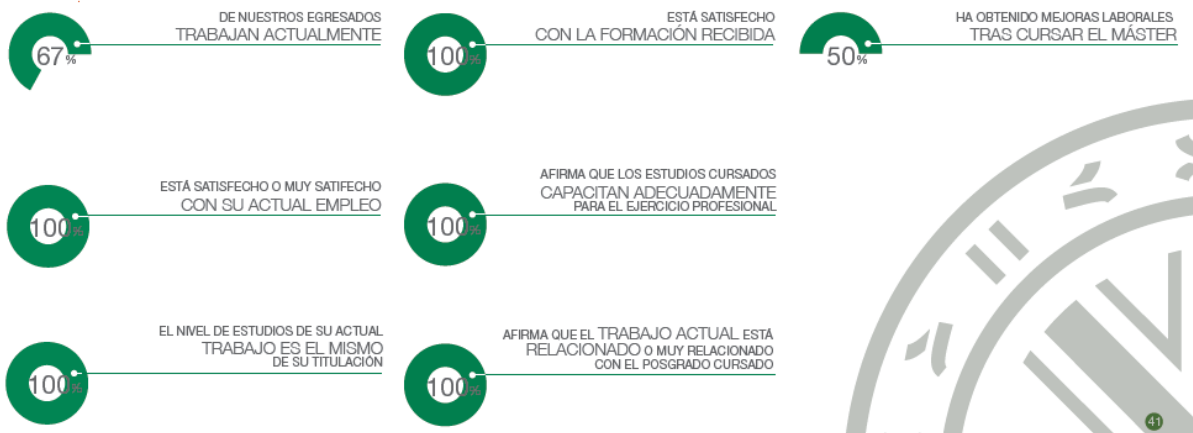 DE NUESTROS EGRESADOS
TRABAJAN ACTUALMENTE
67%
ESTÁ SATISFECHO
CON LA FORMACIÓN RECIBIDA
100%
HA OBTENIDO MEJORAS LABORALES
TRAS CURSAR EL MÁSTER
50%
ESTÁ SATISFECHO O MUY SATIFECHO
CON SU ACTUAL EMPLEO
100%
AFIRMA QUE LOS ESTUDIOS CURSADOS
CAPACITAN ADECUADAMENTE
PARA EL EJERCICIO PROFESIONAL
100%
EL NIVEL DE ESTUDIOS DE SU ACTUAL
TRABAJO ES EL MISMO
DE SU TITULACIÓN
100%
AFIRMA QUE EL TRABAJO ACTUAL ESTÁ
RELACIONADO O MUY RELACIONADO
CON EL POSGRADO CURSADO
100%
41